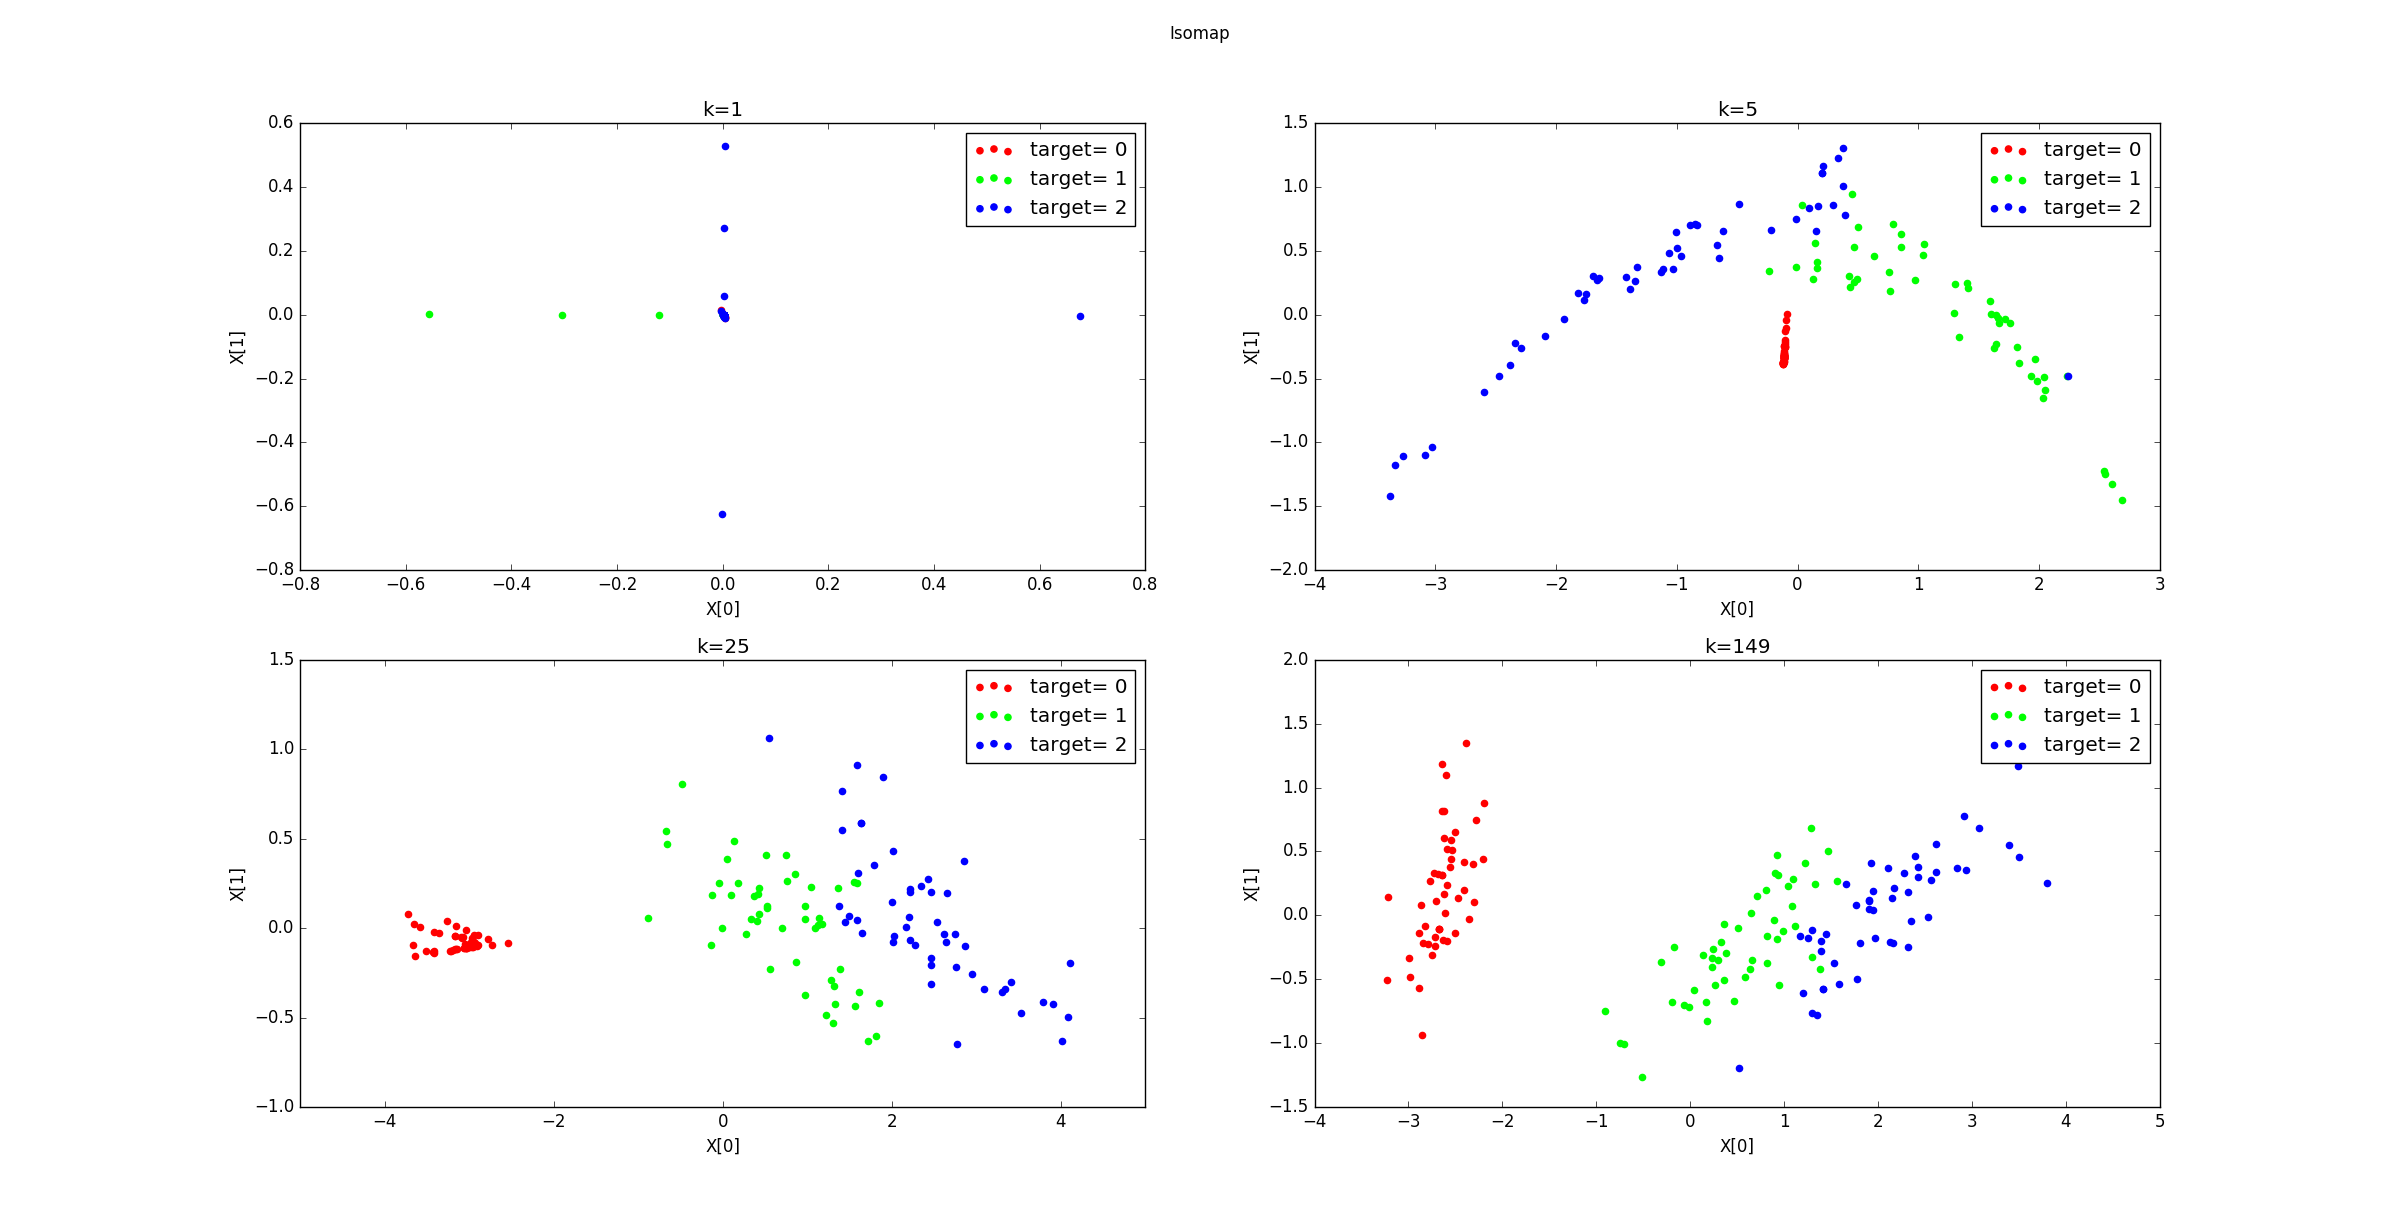 Isomap
k=1
0.6
0.4
0.2
0.0
−0.2
−0.4
−0.6
−0.8
X[1]
target= 0
target= 1
target= 2
−0.8 −0.6 −0.4 −0.2 0.0 0.2 0.4 0.6 0.8
X[0]
k=5
1.5
1.0
0.5
0.0
−0.5
−1.0
−1.5
−2.0
X[1]
target= 0
target= 1
target= 2
−4 −3 −2 −1 0 1 2 3
X[0]
k=25
1.5
1.0
0.5
0.0
−0.5
−1.0
X[1]
target= 0
target= 1
target= 2
−4 −2 0 2 4
X[0]
k=149
2.0
1.5
1.0
0.5
0.0
−0.5
−1.0
−1.5
X[1]
target= 0
target= 1
target= 2
−4 −3 −2 −1 0 1 2 3 4 5
X[0]